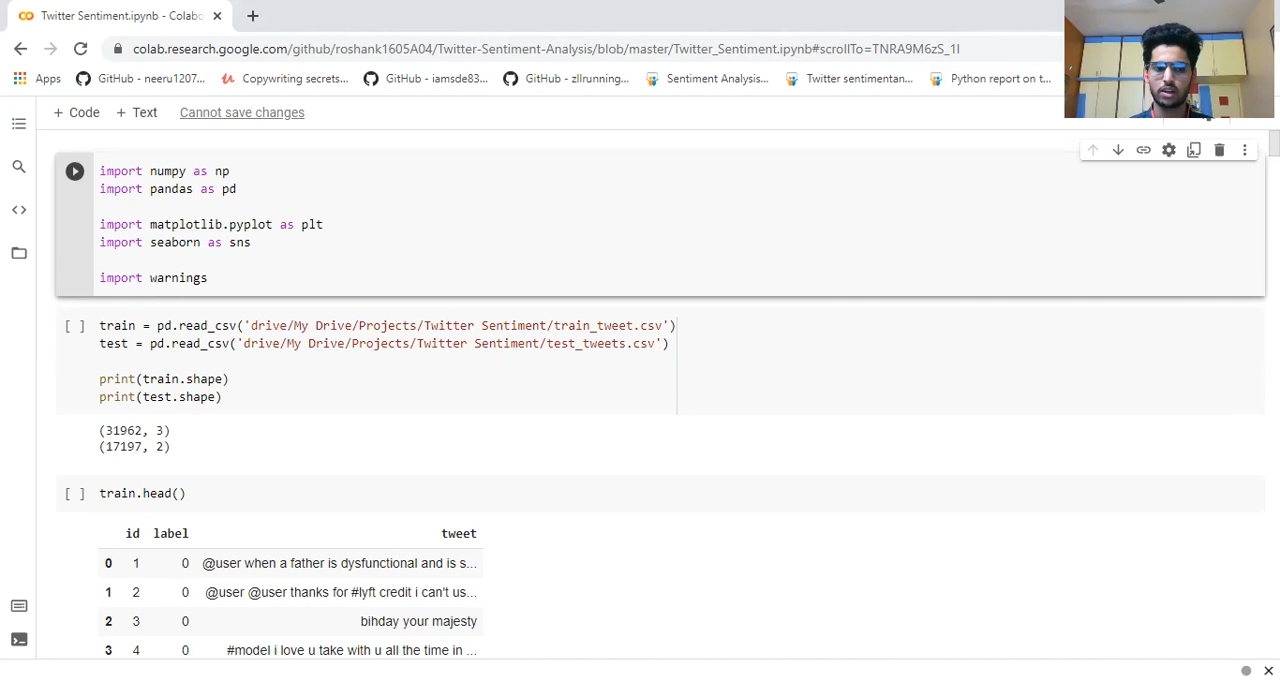 Twitter Sentiment.ipynb - Colabo
colab.research.google.com/github/roshank1605A04/Twitter-Sentiment-Analysis/blob/master/Twitter_Sentiment.ipynb#scrollTo=TNRA9M6zS_1I
Apps GitHub - neeru1207... Copywriting secrets... GitHub - iamsde83... GitHub - zllrunning... Sentiment Analysis... Twitter sentimentan... Python report on t...
+ Code + Text Cannot save changes
import numpy as np
import pandas as pd
import matplotlib.pyplot as plt
import seaborn as sns
import warnings
[ ] train = pd.read_csv('drive/My Drive/Projects/Twitter Sentiment/train_tweet.csv')
test = pd.read_csv('drive/My Drive/Projects/Twitter Sentiment/test_tweets.csv')
print(train.shape)
print(test.shape)
(31962, 3)
(17197, 2)
[ ] train.head()
id label tweet
0 1 0 @user when a father is dysfunctional and is s...
1 2 0 @user @user thanks for #lyft credit i can't us...
2 3 0 bihday your majesty
3 4 0 #model i love u take with u all the time in ...